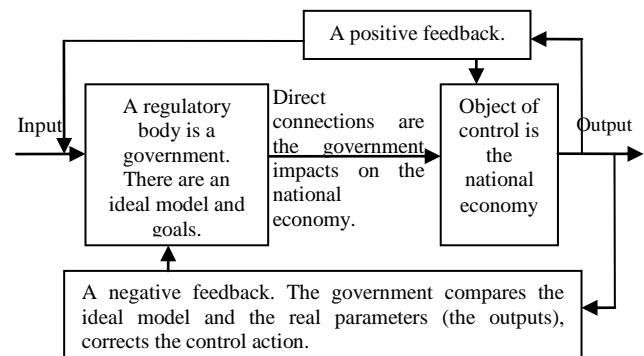 A positive feedback.
Input
A regulatory
body is a
government.
There are an
ideal model and
goals.
Direct
connections are
the government
impacts on the
national
economy.
Object of
control is
the
national
economy
Output
A negative feedback. The government compares the
ideal model and the real parameters (the outputs),
corrects the control action.